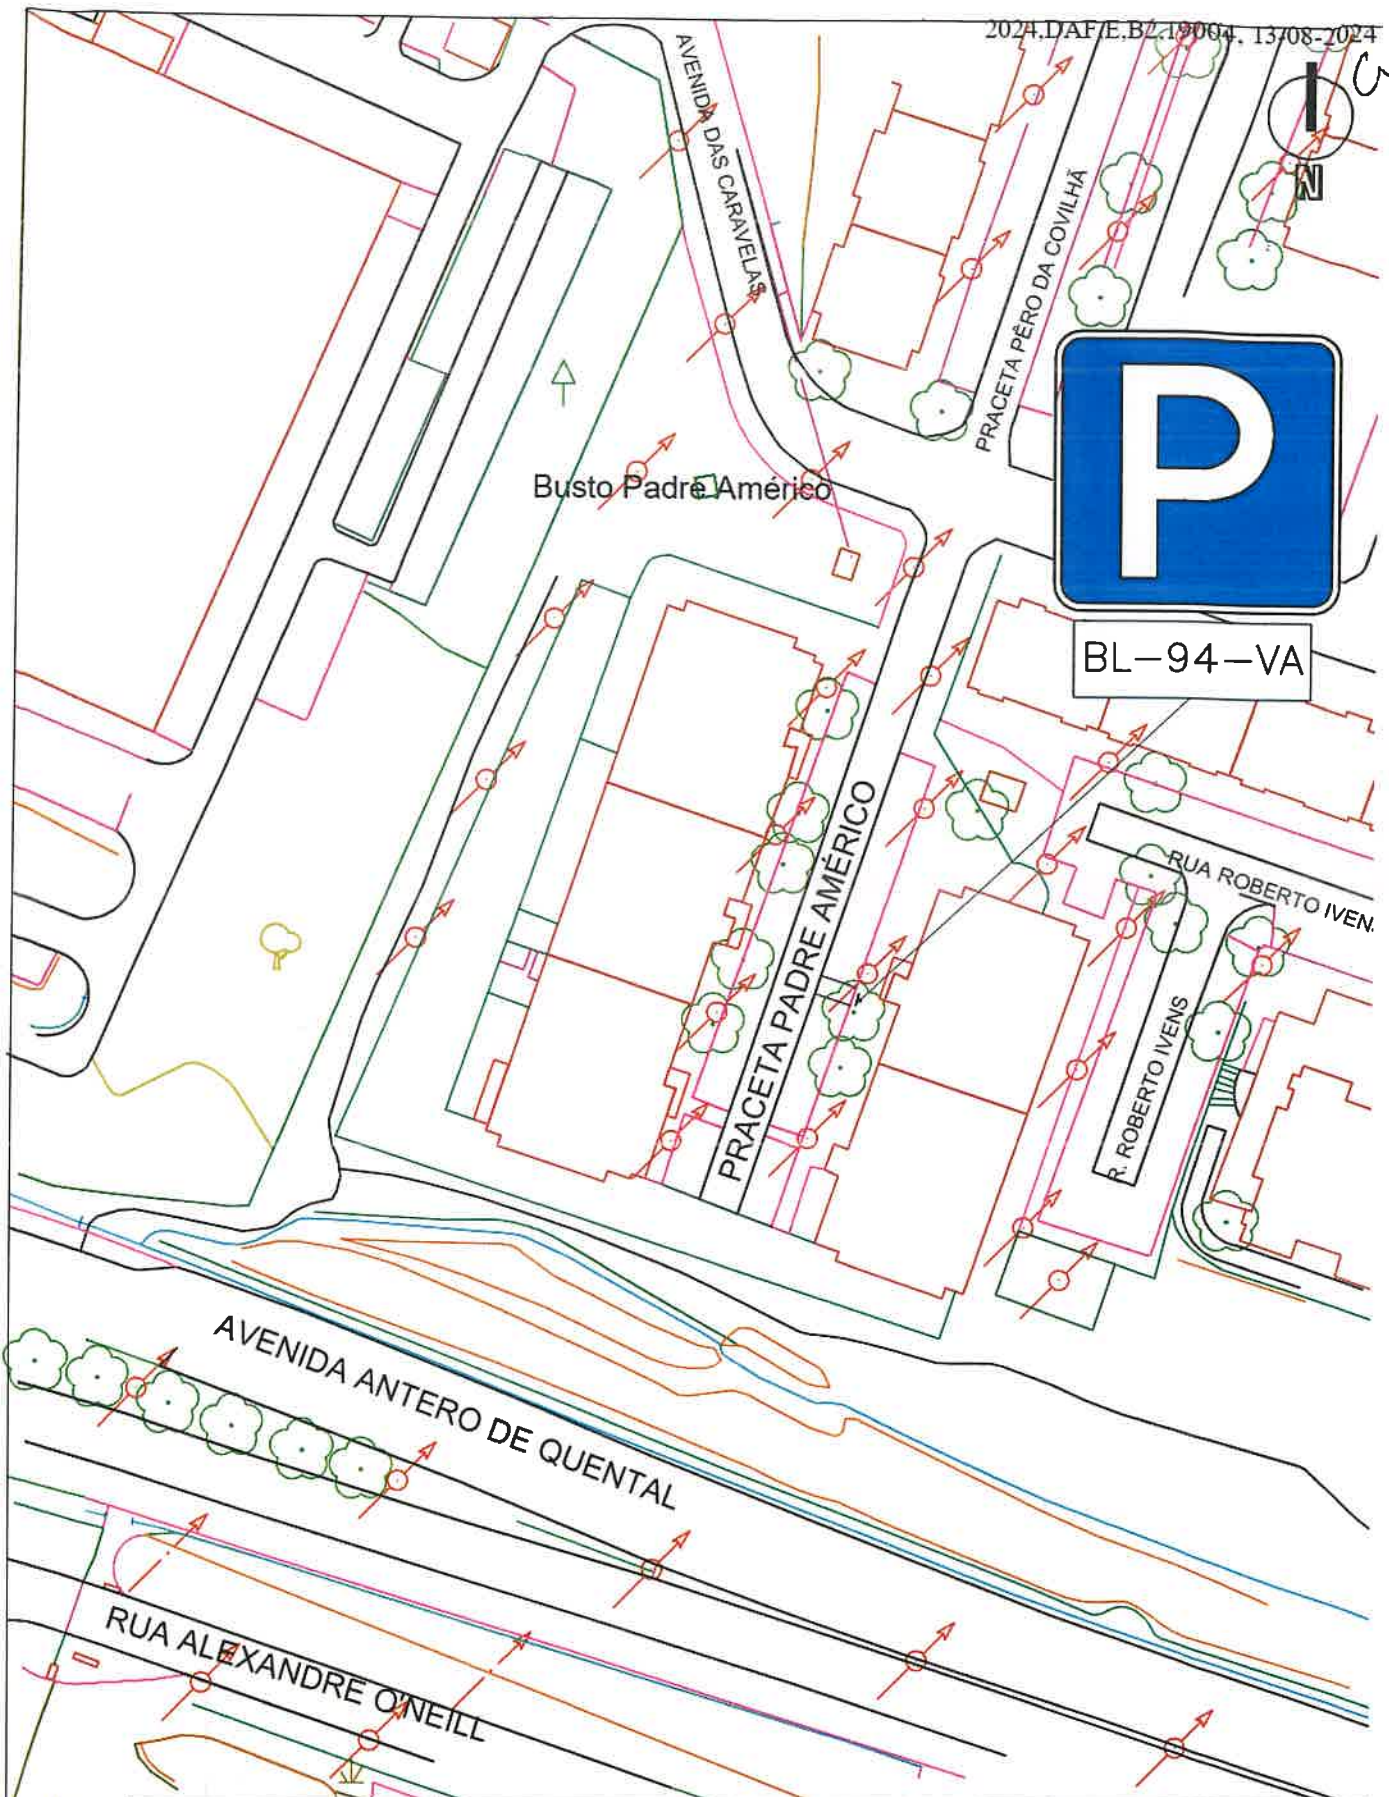 2024,DAF,E,BZ,19004, 13-08-2024
N
AVENIDA DAS CARAVELAS
PRACETA PÊRO DA COVILHÃ
P
Busto Padre Américo
BL-94-VA
PRACETA PADRE AMÉRICO
RUA ROBERTO IVEN
R. ROBERTO IVENS
AVENIDA ANTERO DE QUENTAL
RUA ALEXANDRE O'NEILL